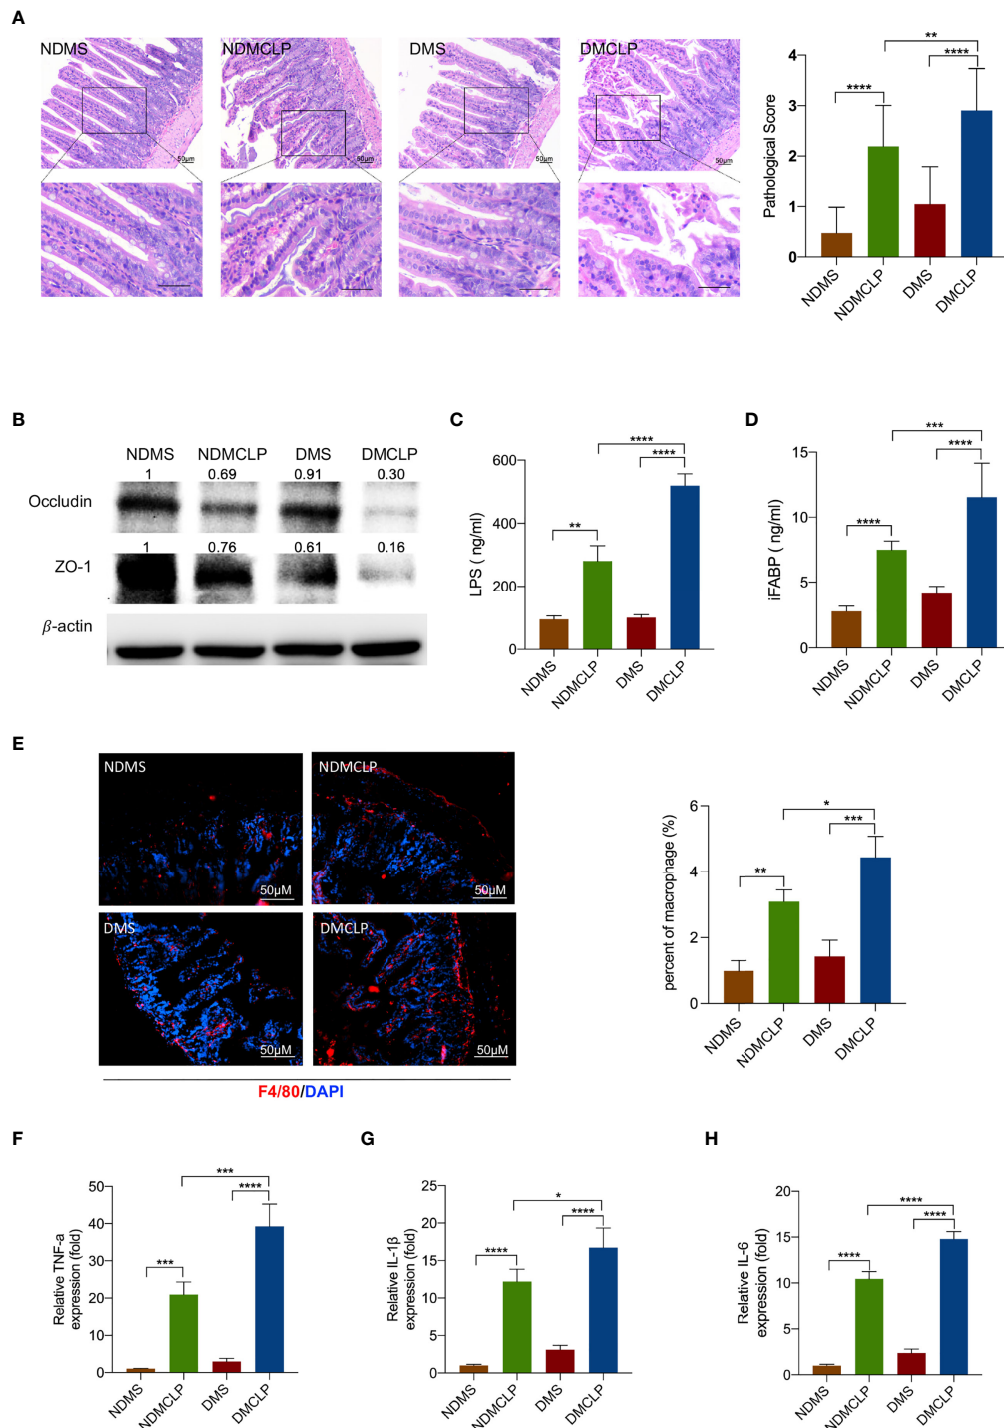 A
NDMS NDMCLP DMS DMCLP
50μm 50μm 50μm 50μm
Pathological Score
4
3
2
1
0
**
****
****
NDMS NDMCLP DMS DMCLP
B
NDMS NDMCLP DMS DMCLP
1 0.69 0.91 0.30
Occludin
1 0.76 0.61 0.16
ZO-1
β-actin
C
LPS ( ng/ml)
600
400
200
0
****
****
**
NDMS NDMCLP DMS DMCLP
D
iFABP ( ng/ml)
15
10
5
0
***
****
****
NDMS NDMCLP DMS DMCLP
E
NDMS NDMCLP
50μM 50μM
DMS DMCLP
50μM 50μM
F4/80/DAPI
percent of macrophage (%)
6
4
2
0
*
***
**
NDMS NDMCLP DMS DMCLP
F
Relative TNF-a
expression (fold)
50
40
30
20
10
0
***
****
***
NDMS NDMCLP DMS DMCLP
G
Relative IL-1β
expression (fold)
25
20
15
10
5
0
*
****
****
NDMS NDMCLP DMS DMCLP
H
Relative IL-6
expression (fold)
20
15
10
5
0
****
****
****
NDMS NDMCLP DMS DMCLP